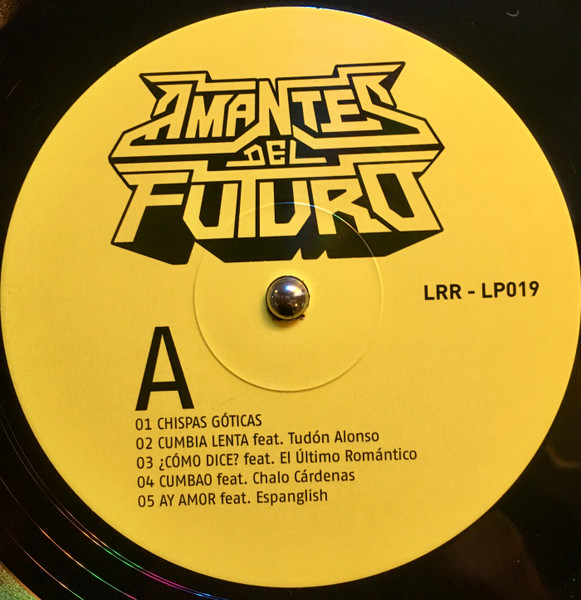 AMANTES
DEL
FUTURO
LRR - LP019
A
01 CHISPAS GÓTICAS
02 CUMBIA LENTA feat. Tudón Alonso
03 ¿CÓMO DICE? feat. El Último Romántico
04 CUMBAO feat. Chalo Cárdenas
05 AY AMOR feat. Espanglish